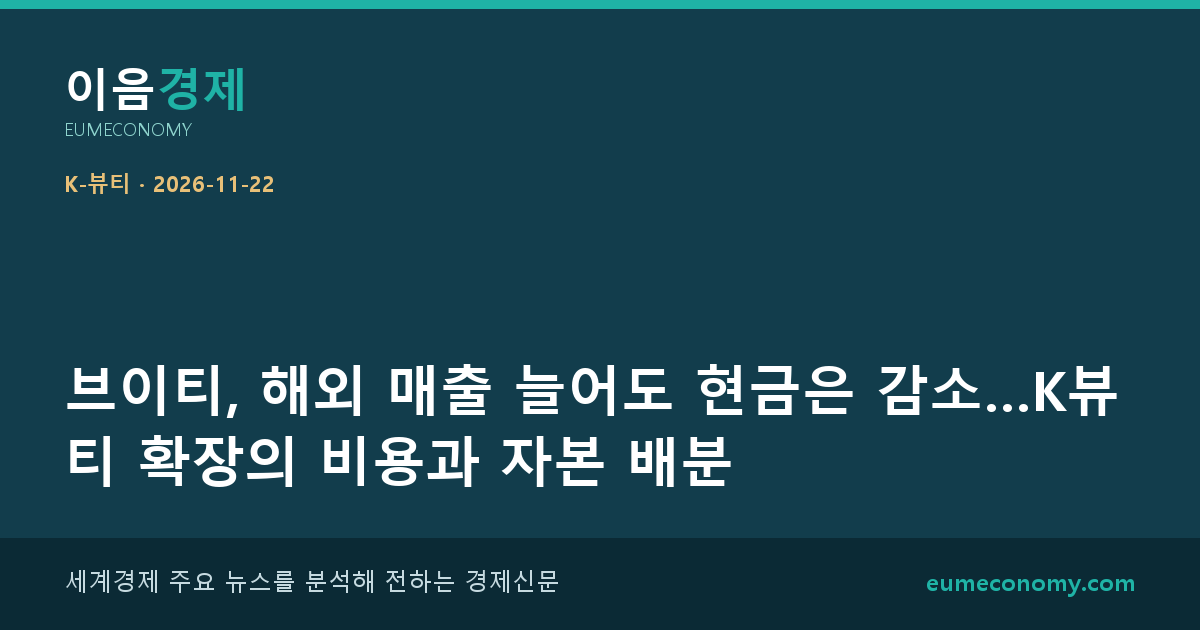 이음경제
EUMECONOMY
K-뷰티 · 2026-11-22
브이티, 해외 매출 늘어도 현금은 감소…K뷰
티 확장의 비용과 자본 배분
세계경제 주요 뉴스를 분석해 전하는 경제신문
eumeconomy.com